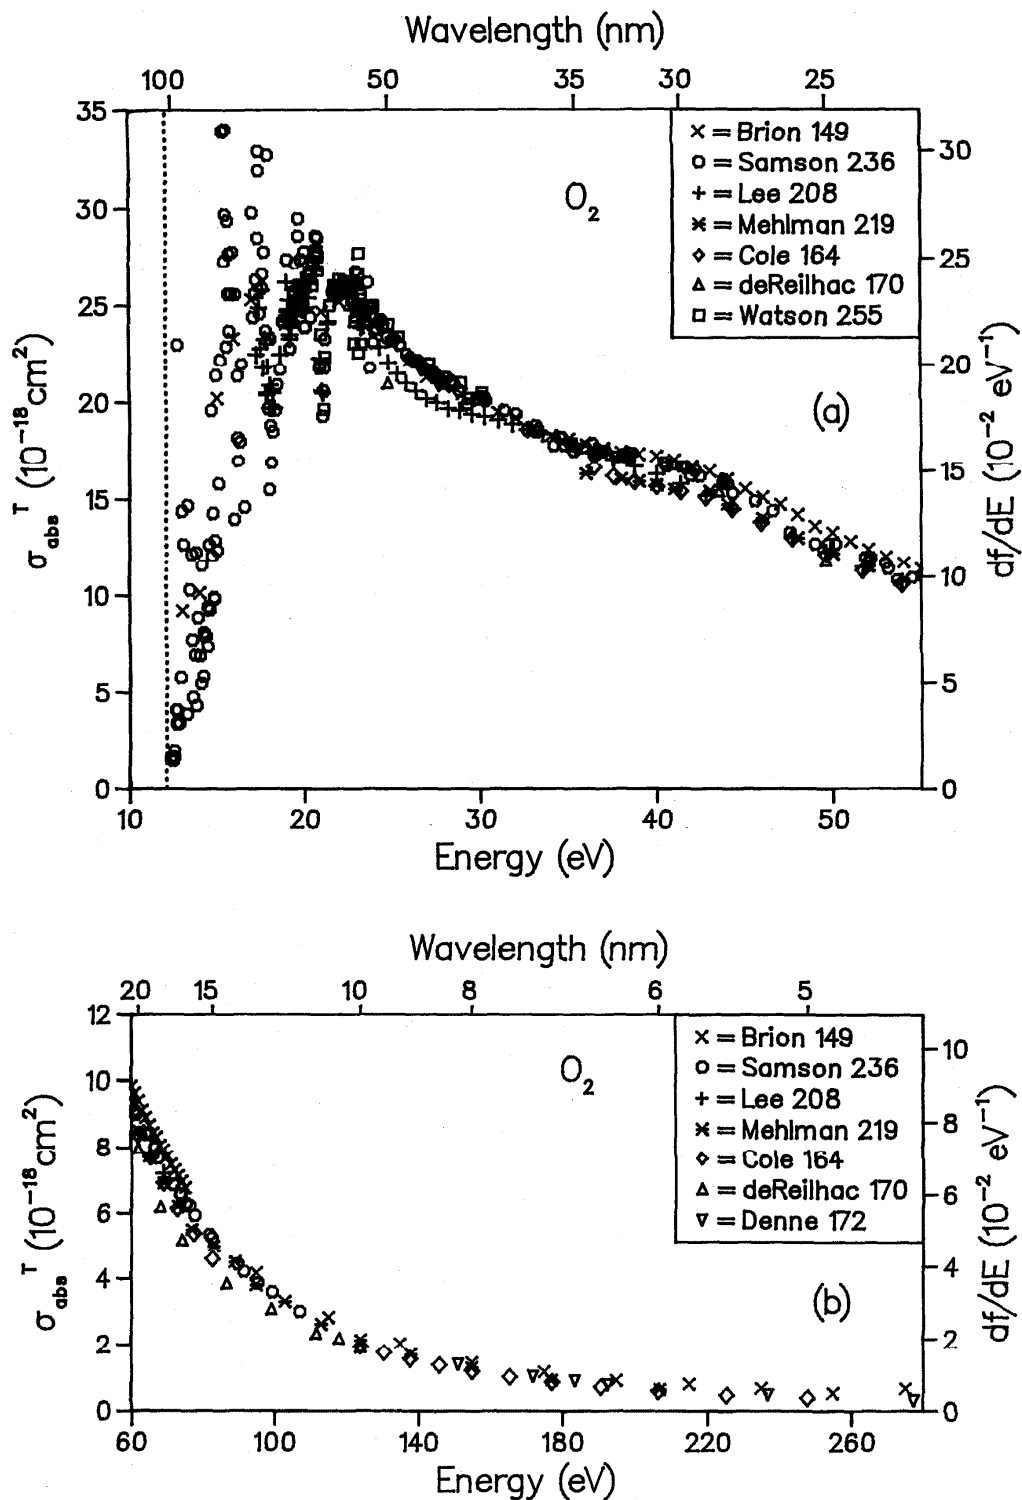 Wavelength (nm)
100 50 35 30 25
35 30 25 20 15 10 5 0
σ_abs^T (10⁻¹⁸cm²)
O₂
× = Brion 149
○ = Samson 236
+ = Lee 208
✳ = Mehlman 219
◇ = Cole 164
△ = deReilhac 170
□ = Watson 255
(a)
30 25 20 15 10 5 0
df/dE (10⁻² eV⁻¹)
10 20 30 40 50
Energy (eV)
Wavelength (nm)
20 15 10 8 6 5
12 10 8 6 4 2 0
σ_abs^T (10⁻¹⁸cm²)
O₂
× = Brion 149
○ = Samson 236
+ = Lee 208
✳ = Mehlman 219
◇ = Cole 164
△ = deReilhac 170
▽ = Denne 172
(b)
10 8 6 4 2 0
df/dE (10⁻² eV⁻¹)
60 100 140 180 220 260
Energy (eV)